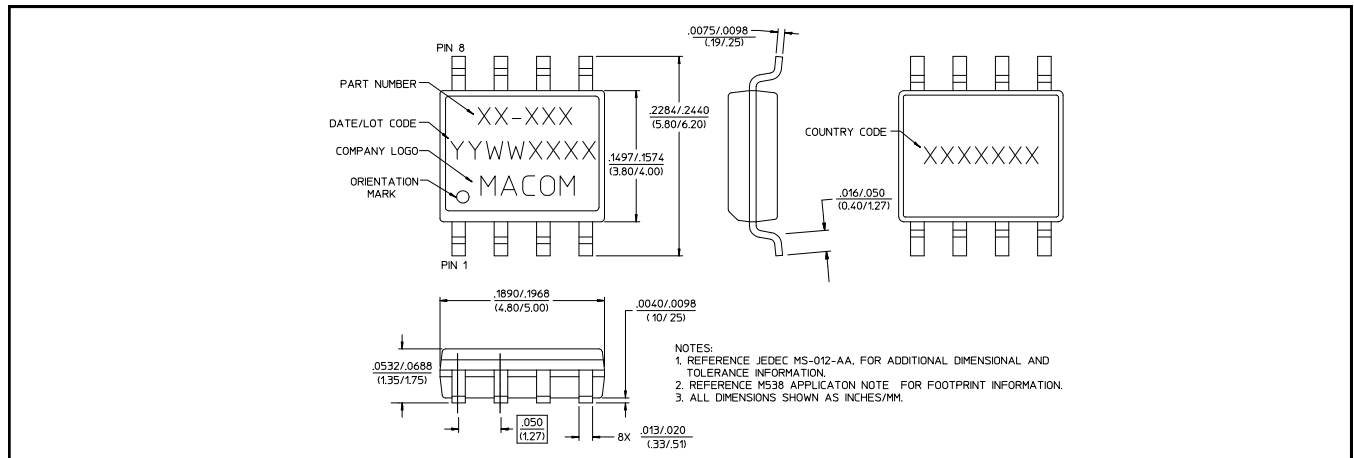 PIN 8
PART NUMBER
XX-XXX
DATE/LOT CODE
YYWWXXXX
COMPANY LOGO
MACOM
ORIENTATION
MARK
PIN 1
.2284/.2440
(5.80/6.20)
.1497/.1574
(3.80/4.00)
.0075/.0098
(.19/.25)
.016/.050
(0.40/1.27)
COUNTRY CODE
XXXXXXX
.1890/.1968
(4.80/5.00)
.0040/.0098
(10/25)
.0532/.0688
(1.35/1.75)
.050
(1.27)
8X .013/.020
(.33/.51)
NOTES:
1. REFERENCE JEDEC MS-012-AA, FOR ADDITIONAL DIMENSIONAL AND
TOLERANCE INFORMATION.
2. REFERENCE M538 APPLICATON NOTE FOR FOOTPRINT INFORMATION.
3. ALL DIMENSIONS SHOWN AS INCHES/MM.